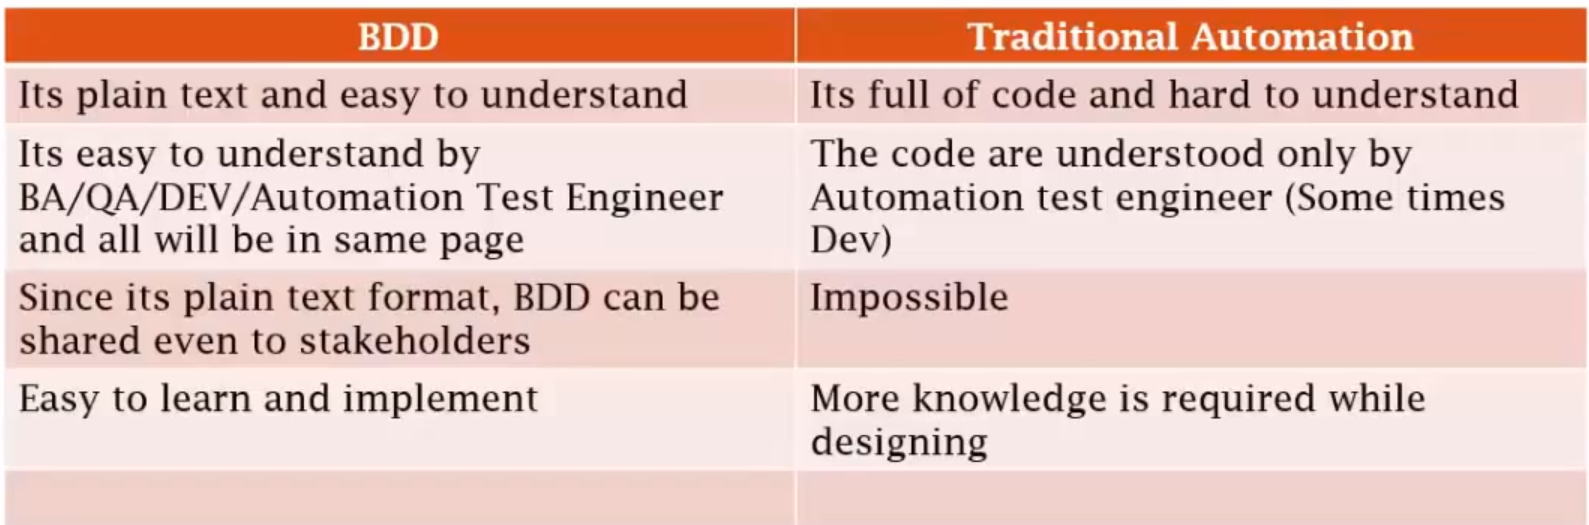 BDD
Traditional Automation
Its plain text and easy to understand
Its full of code and hard to understand
Its easy to understand by
BA/QA/DEV/Automation Test Engineer
and all will be in same page
The code are understood only by
Automation test engineer (Some times
Dev)
Since its plain text format, BDD can be
shared even to stakeholders
Impossible
Easy to learn and implement
More knowledge is required while
designing